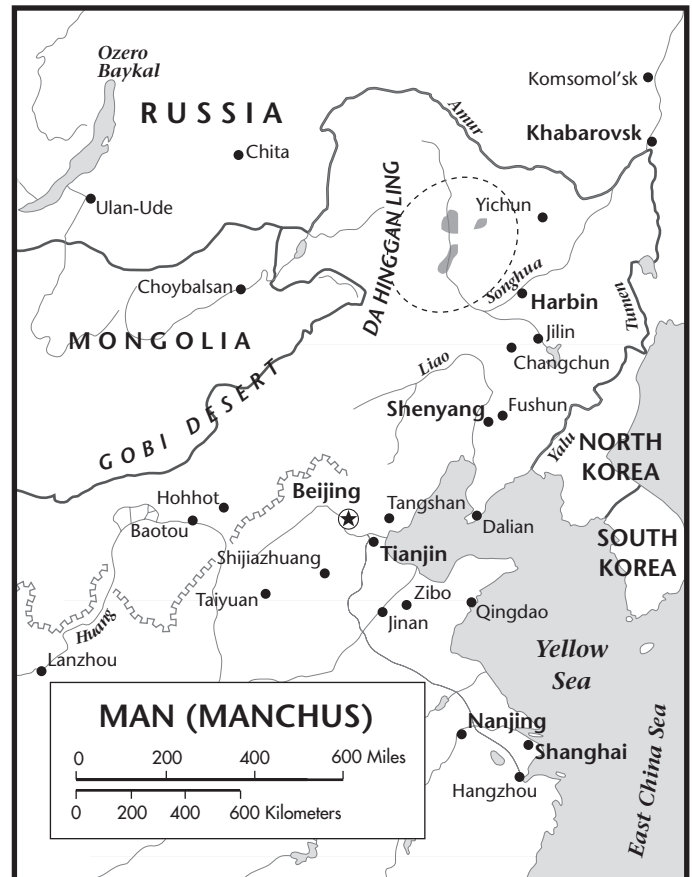 Ozero
Baykal
RUSSIA
Komsomol'sk
Amur
Khabarovsk
Chita
Ulan-Ude
DA HINGGAN LING
Yichun
Choybalsan
Songhua
Harbin
Tumen
MONGOLIA
Jilin
Changchun
Liao
GOBI DESERT
Shenyang
Fushun
Yalu
NORTH
KOREA
Hohhot
Beijing
Tangshan
Baotou
Dalian
SOUTH
KOREA
Tianjin
Shijiazhuang
Taiyuan
Zibo
Jinan
Qingdao
Huang
Lanzhou
Yellow
Sea
MAN (MANCHUS)
0 200 400 600 Miles
0 200 400 600 Kilometers
Nanjing
Shanghai
Hangzhou
East China Sea